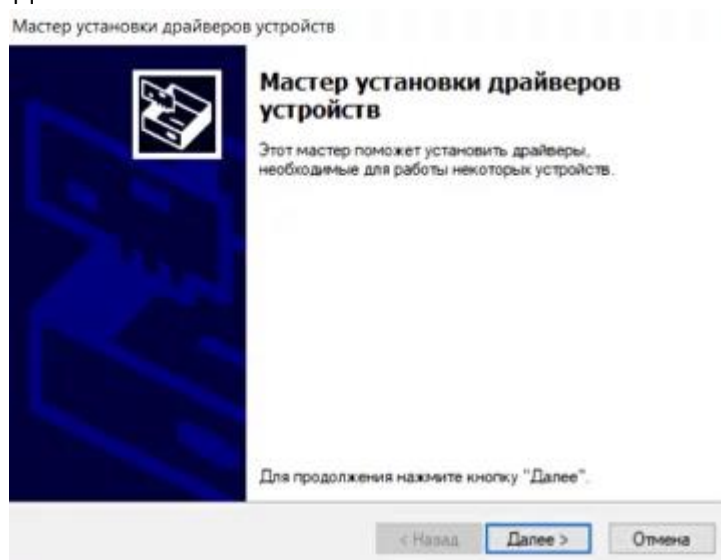 Мастер установки драйверов устройств
Мастер установки драйверов
устройств
Этот мастер поможет установить драйверы,
необходимые для работы некоторых устройств.
Для продолжения нажмите кнопку "Далее".
< Назад Далее > Отмена